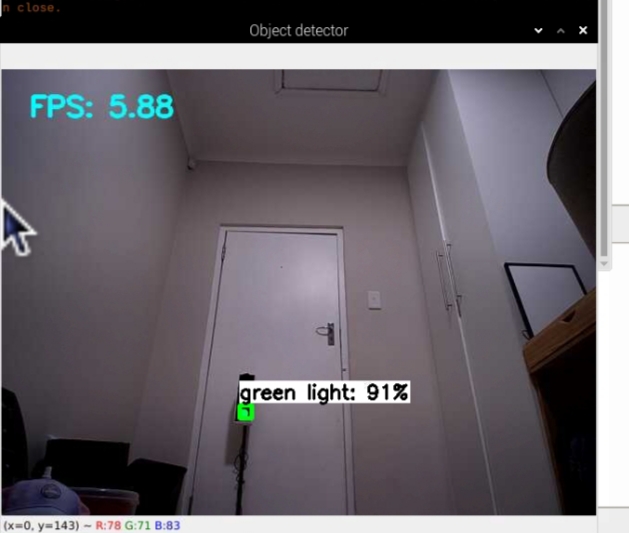 n close.
Object detector
FPS: 5.88
green light: 91%
(x=0, y=143) ~ R:78 G:71 B:83